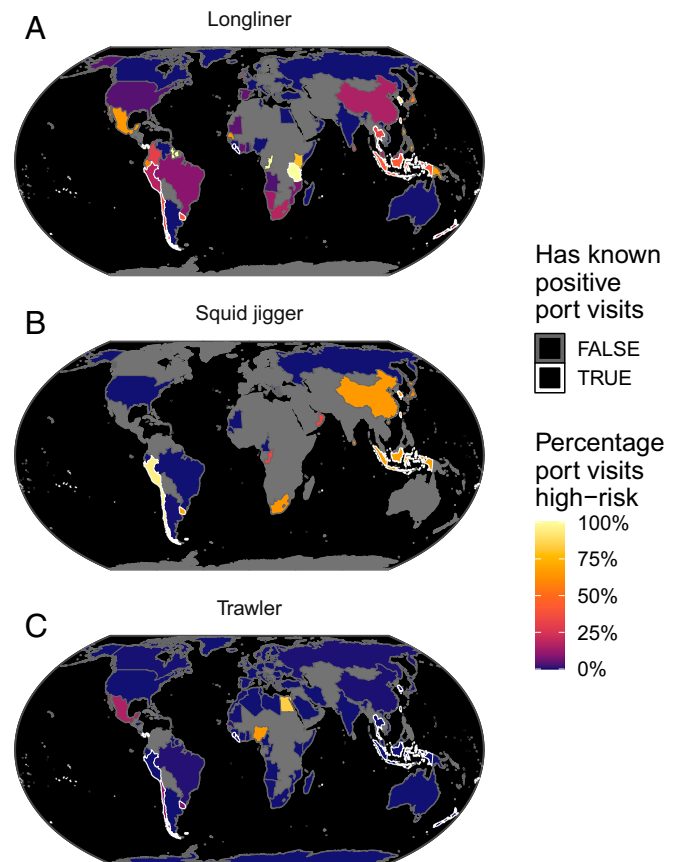 A
Longliner
B
Squid jigger
C
Trawler
Has known
positive
port visits
FALSE
TRUE
Percentage
port visits
high−risk
100%
75%
50%
25%
0%